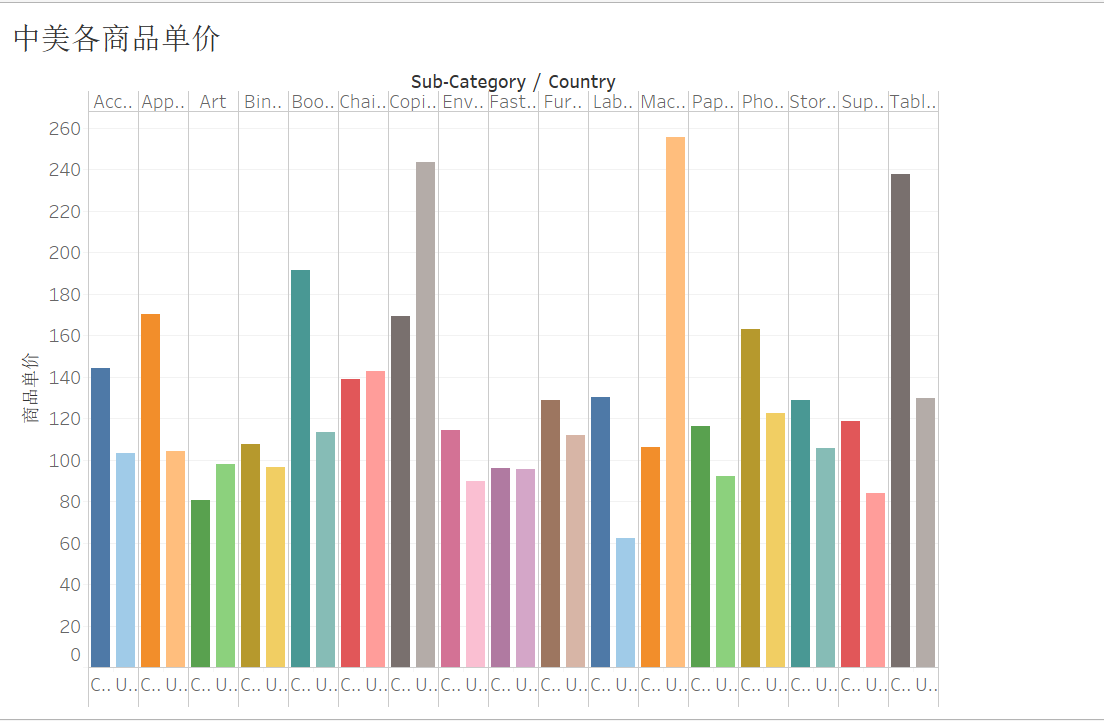 中美各商品单价
Sub-Category / Country
Acc.. App.. Art Bin.. Boo.. Chai.. Copi.. Env.. Fast.. Fur.. Lab.. Mac.. Pap.. Pho.. Stor.. Sup.. Tabl..
260
240
220
200
180
160
140
120
100
80
60
40
20
0
商品单价
C.. U.. C.. U.. C.. U.. C.. U.. C.. U.. C.. U.. C.. U.. C.. U.. C.. U.. C.. U.. C.. U.. C.. U.. C.. U.. C.. U.. C.. U.. C.. U.. C.. U..